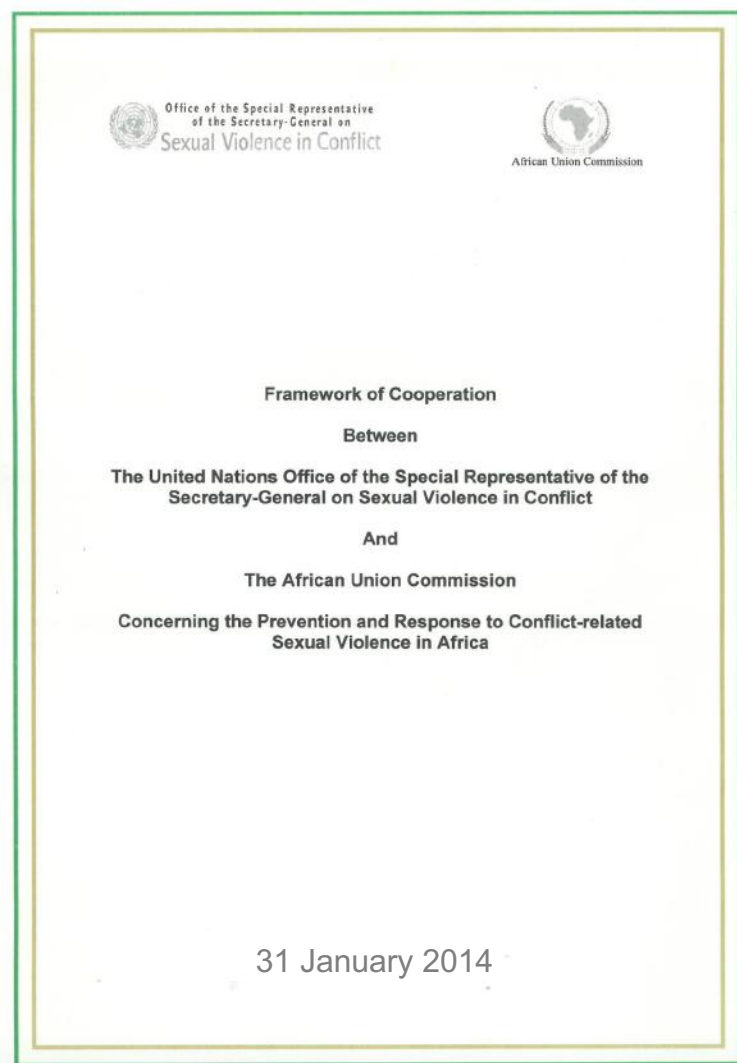 Office of the Special Representative
of the Secretary-General on
Sexual Violence in Conflict
African Union Commission
Framework of Cooperation
Between
The United Nations Office of the Special Representative of the
Secretary-General on Sexual Violence in Conflict
And
The African Union Commission
Concerning the Prevention and Response to Conflict-related
Sexual Violence in Africa
31 January 2014